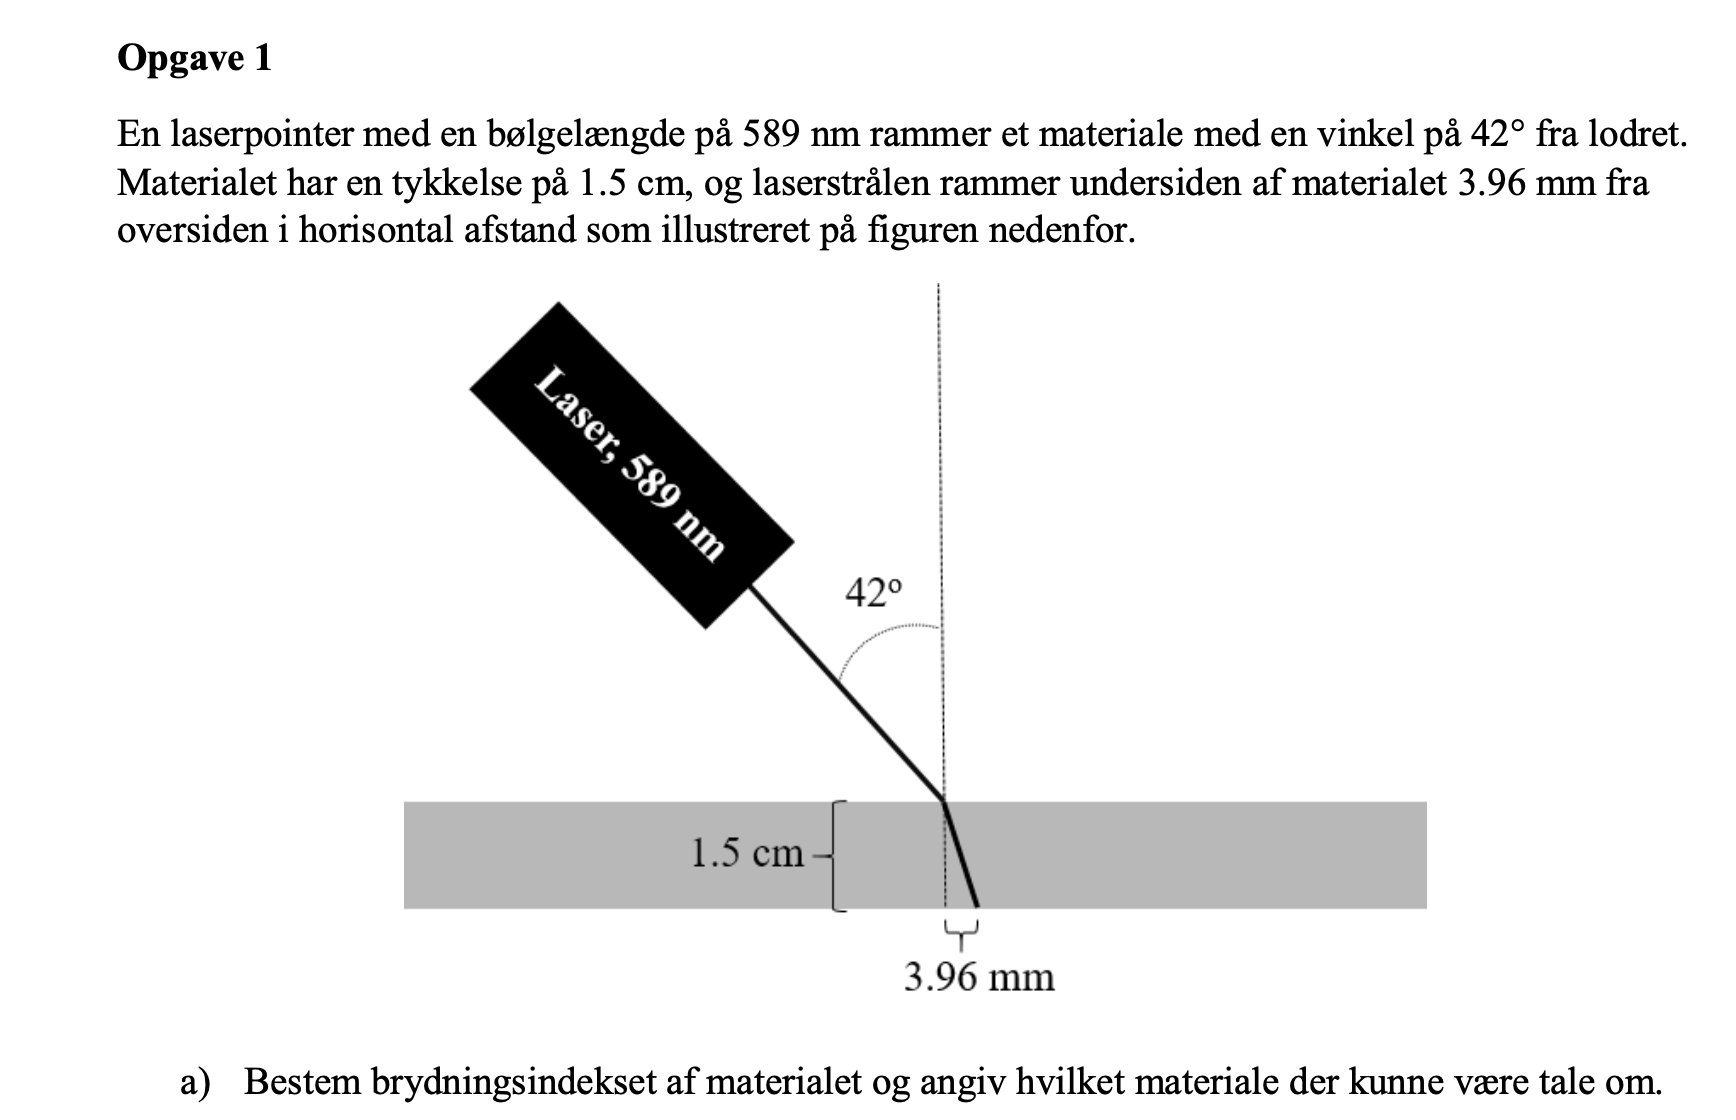 Opgave 1
En laserpointer med en bølgelængde på 589 nm rammer et materiale med en vinkel på 42° fra lodret.
Materialet har en tykkelse på 1.5 cm, og laserstrålen rammer undersiden af materialet 3.96 mm fra
oversiden i horisontal afstand som illustreret på figuren nedenfor.
Laser, 589 nm
42º
1.5 cm
3.96 mm
a) Bestem brydningsindekset af materialet og angiv hvilket materiale der kunne være tale om.